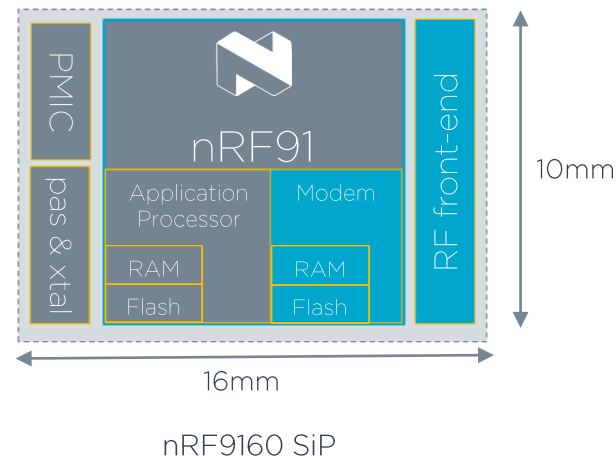 PMIC
pas & xtal
nRF91
Application
Processor
RAM
Flash
Modem
RAM
Flash
RF front-end
10mm
16mm
nRF9160 SiP